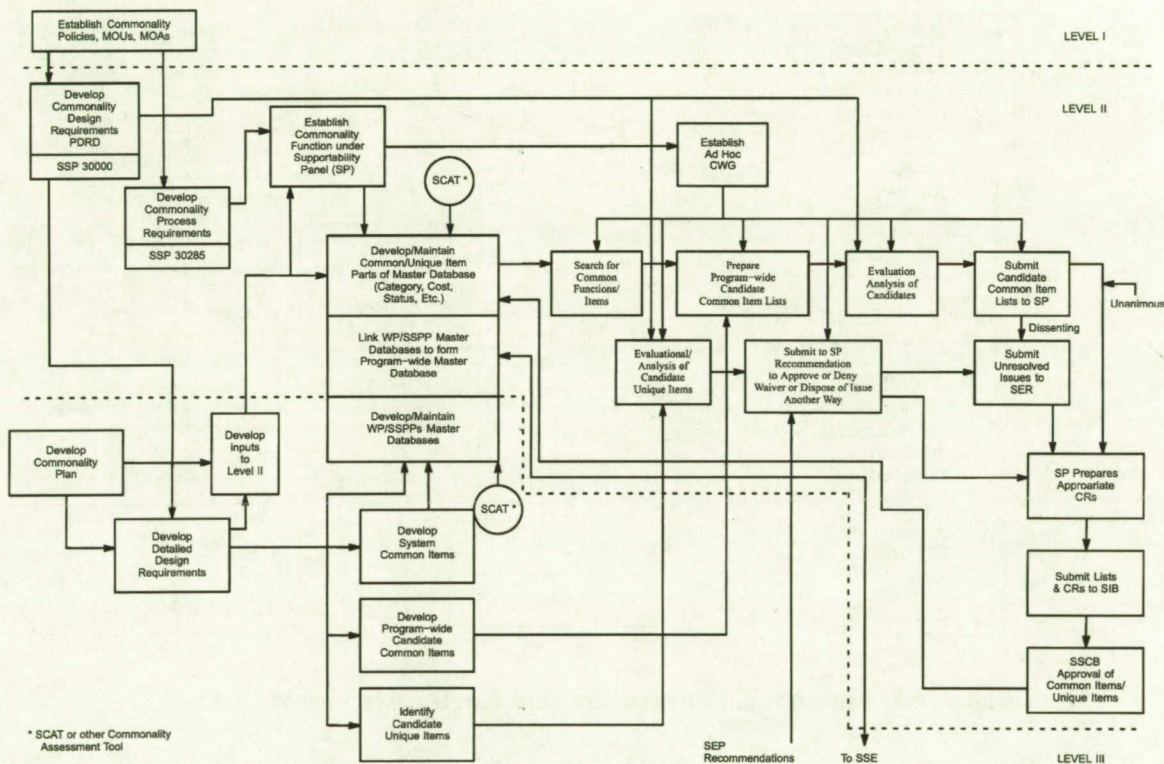 Establish Commonality
Policies, MOUs, MOAs
LEVEL I
Develop
Commonality
Design
Requirements
PDRD
SSP 30000
LEVEL II
Establish
Commonality
Function under
Supportability
Panel (SP)
Establish
Ad Hoc
CWG
SCAT *
Develop
Commonality
Process
Requirements
SSP 30285
Develop/Maintain
Common/Unique Item
Parts of Master Database
(Category, Cost,
Status, Etc.)
Search for
Common
Functions/
Items
Prepare
Program-wide
Candidate
Common Item Lists
Evaluation
Analysis of
Candidates
Submit
Candidate
Common Item
Lists to SP
Unanimous
Dissenting
Link WP/SSPP Master
Databases to form
Program-wide Master
Database
Evaluational/
Analysis of
Candidate
Unique Items
Submit to SP
Recommendation
to Approve or Deny
Waiver or Dispose of Issue
Another Way
Submit
Unresolved
Issues to
SER
Develop/Maintain
WP/SSPPs Master
Databases
Develop
Commonality
Plan
Develop
Inputs
to
Level II
SP Prepares
Approariate
CRs
SCAT *
Develop
Detailed
Design
Requirements
Develop
System
Common Items
Submit Lists
& CRs to SIB
Develop
Program-wide
Candidate
Common Items
SSCB
Approval of
Common Items/
Unique Items
Identify
Candidate
Unique Items
* SCAT or other Commonality
Assessment Tool
SEP
Recommendations
To SSE
LEVEL III